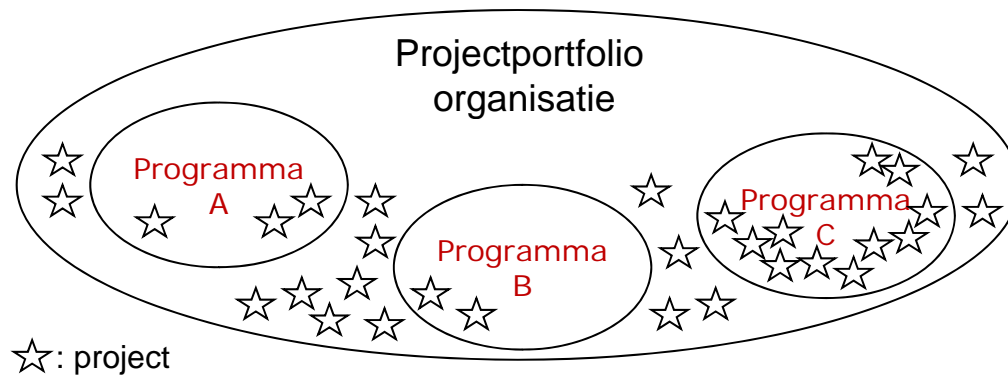 Projectportfolio
organisatie
Programma
A
Programma
B
Programma
C
: project